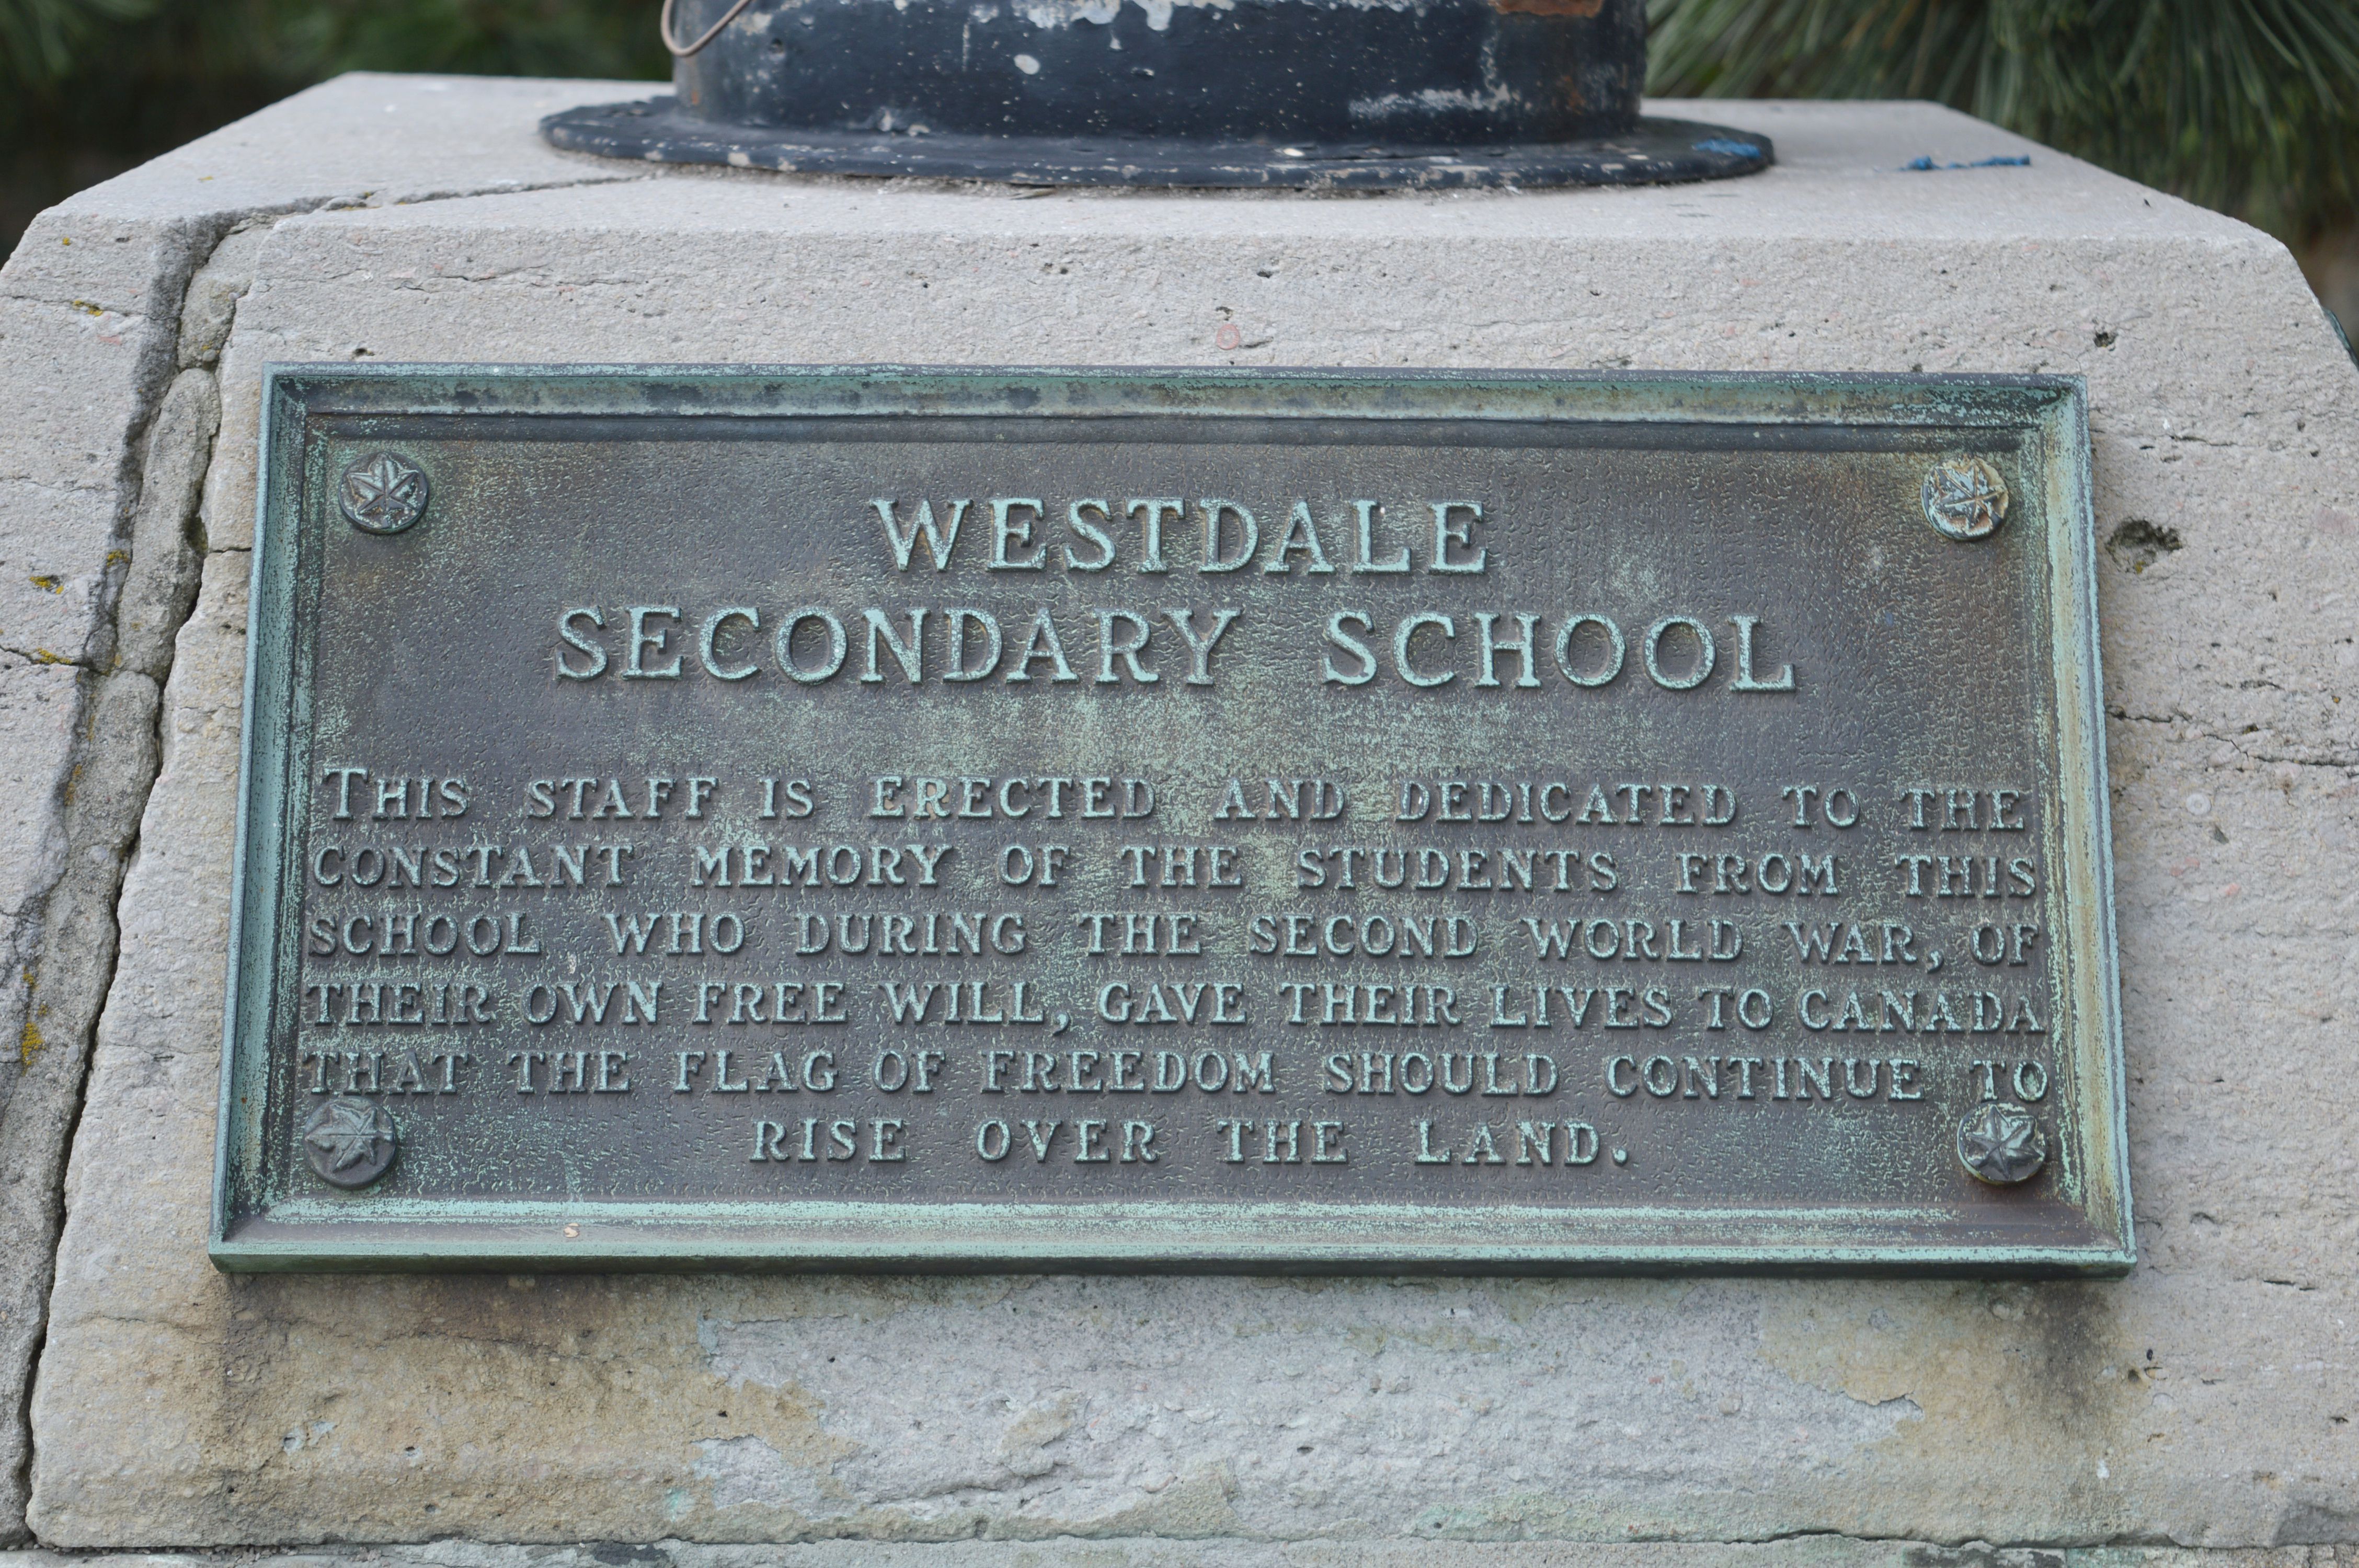 WESTDALE
SECONDARY SCHOOL
THIS STAFF IS ERECTED AND DEDICATED TO THE
CONSTANT MEMORY OF THE STUDENTS FROM THIS
SCHOOL WHO DURING THE SECOND WORLD WAR, OF
THEIR OWN FREE WILL, GAVE THEIR LIVES TO CANADA
THAT THE FLAG OF FREEDOM SHOULD CONTINUE TO
RISE OVER THE LAND.